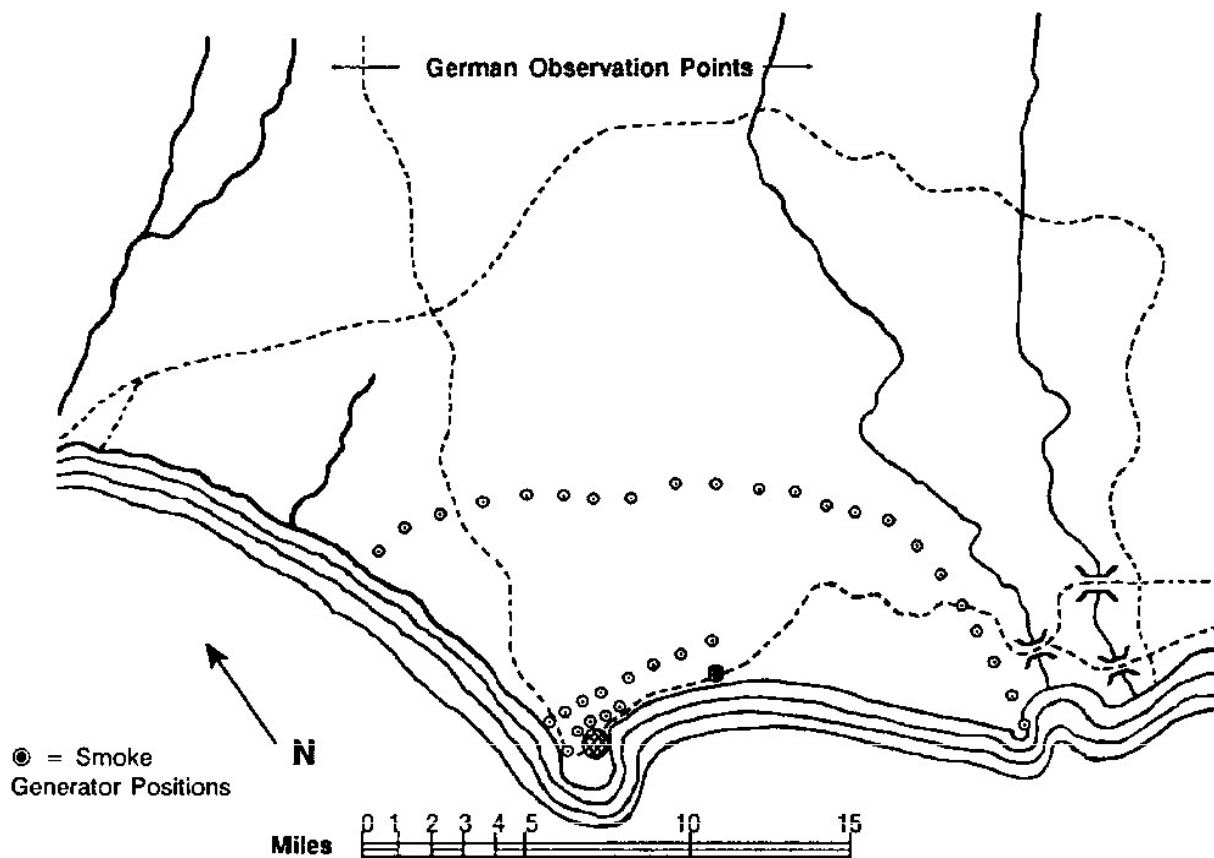 German Observation Points
N
= Smoke
Generator Positions
0 1 2 3 4 5 10 15
Miles